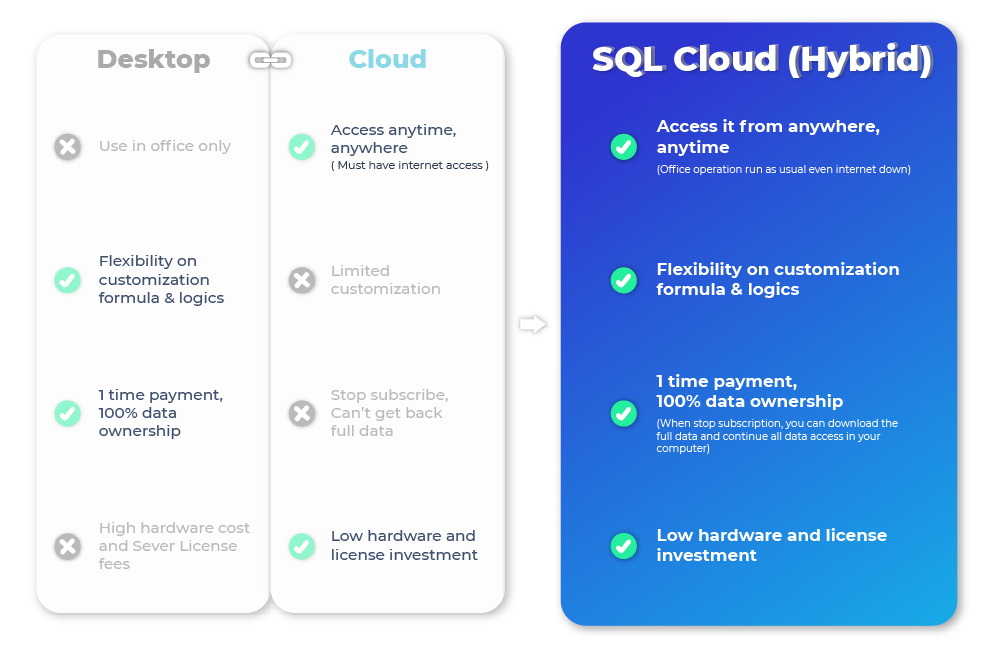 Desktop
Use in office only
Flexibility on
customization
formula & logics
1 time payment,
100% data
ownership
High hardware cost
and Sever License
fees
Cloud
Access anytime,
anywhere
( Must have internet access )
Limited
customization
Stop subscribe,
Can't get back
full data
Low hardware and
license investment
SQL Cloud (Hybrid)
Access it from anywhere,
anytime
(Office operation run as usual even internet down)
Flexibility on customization
formula & logics
1 time payment,
100% data ownership
(When stop subscription, you can download the
full data and continue all data access in your
computer)
Low hardware and license
investment